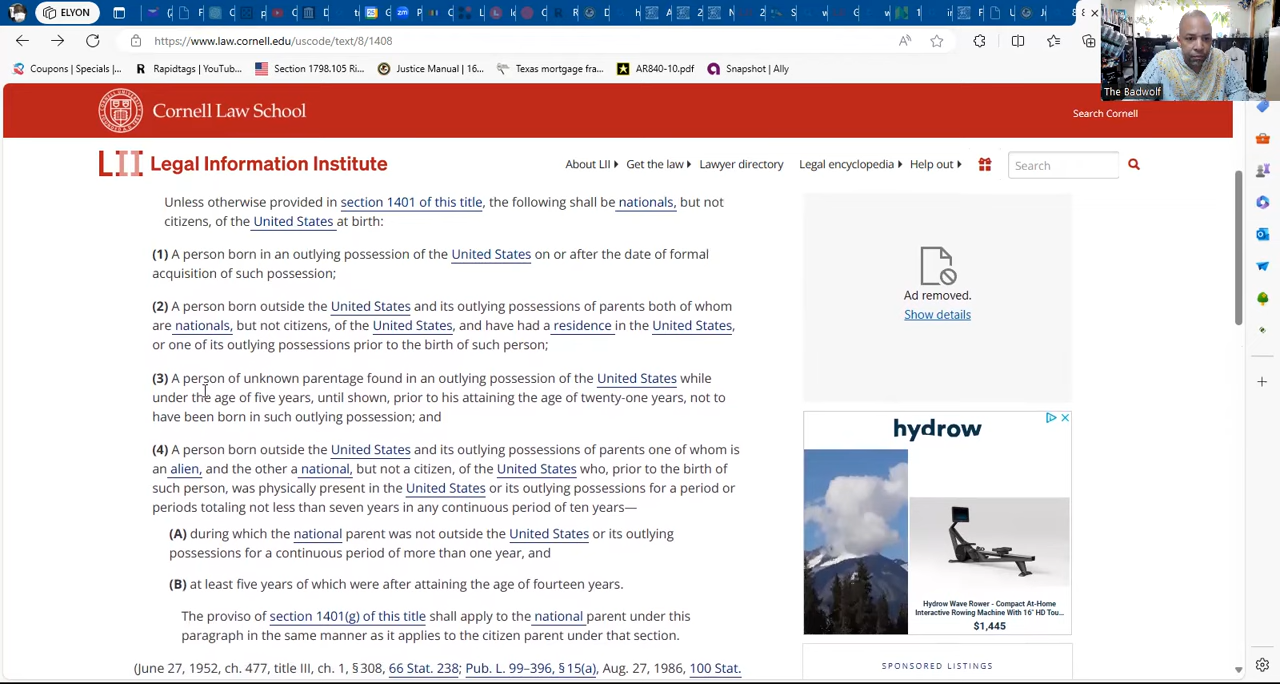 ELYON
https://www.law.cornell.edu/uscode/text/8/1408
The Badwolf
Coupons | Specials |... Rapidtags | YouTub... Section 1798.105 Ri... Justice Manual | 16... Texas mortgage fra... AR840-10.pdf Snapshot | Ally
Cornell Law School
Search Cornell
LII Legal Information Institute
About LII Get the law Lawyer directory Legal encyclopedia Help out Search
Unless otherwise provided in section 1401 of this title, the following shall be nationals, but not
citizens, of the United States at birth:
(1) A person born in an outlying possession of the United States on or after the date of formal
acquisition of such possession;
(2) A person born outside the United States and its outlying possessions of parents both of whom
are nationals, but not citizens, of the United States, and have had a residence in the United States,
or one of its outlying possessions prior to the birth of such person;
(3) A person of unknown parentage found in an outlying possession of the United States while
under the age of five years, until shown, prior to his attaining the age of twenty-one years, not to
have been born in such outlying possession; and
(4) A person born outside the United States and its outlying possessions of parents one of whom is
an alien, and the other a national, but not a citizen, of the United States who, prior to the birth of
such person, was physically present in the United States or its outlying possessions for a period or
periods totaling not less than seven years in any continuous period of ten years—
(A) during which the national parent was not outside the United States or its outlying
possessions for a continuous period of more than one year, and
(B) at least five years of which were after attaining the age of fourteen years.
The proviso of section 1401(g) of this title shall apply to the national parent under this
paragraph in the same manner as it applies to the citizen parent under that section.
(June 27, 1952, ch. 477, title III, ch. 1, § 308, 66 Stat. 238; Pub. L. 99–396, § 15(a), Aug. 27, 1986, 100 Stat.
Ad removed.
Show details
hydrow
Hydrow Wave Rower - Compact At-Home
Interactive Rowing Machine With 16" HD Tou...
$1,445
SPONSORED LISTINGS